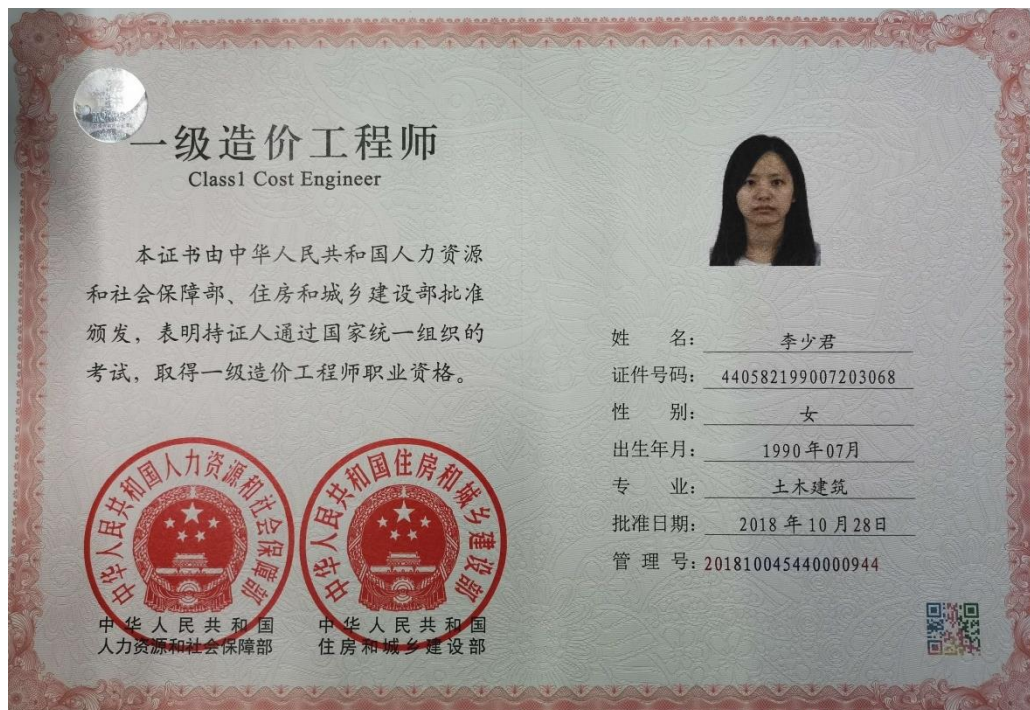 一级造价工程师
Class1 Cost Engineer
本证书由中华人民共和国人力资源
和社会保障部、住房和城乡建设部批准
颁发，表明持证人通过国家统一组织的
考试，取得一级造价工程师职业资格。
中华人民共和国人力资源和社会保障部
中华人民共和国住房和城乡建设部
中华人民共和国
人力资源和社会保障部
中华人民共和国
住房和城乡建设部
姓 名： 李少君
证件号码： 440582199007203068
性 别： 女
出生年月： 1990年07月
专 业： 土木建筑
批准日期： 2018 年 10 月 28日
管 理 号： 201810045440000944